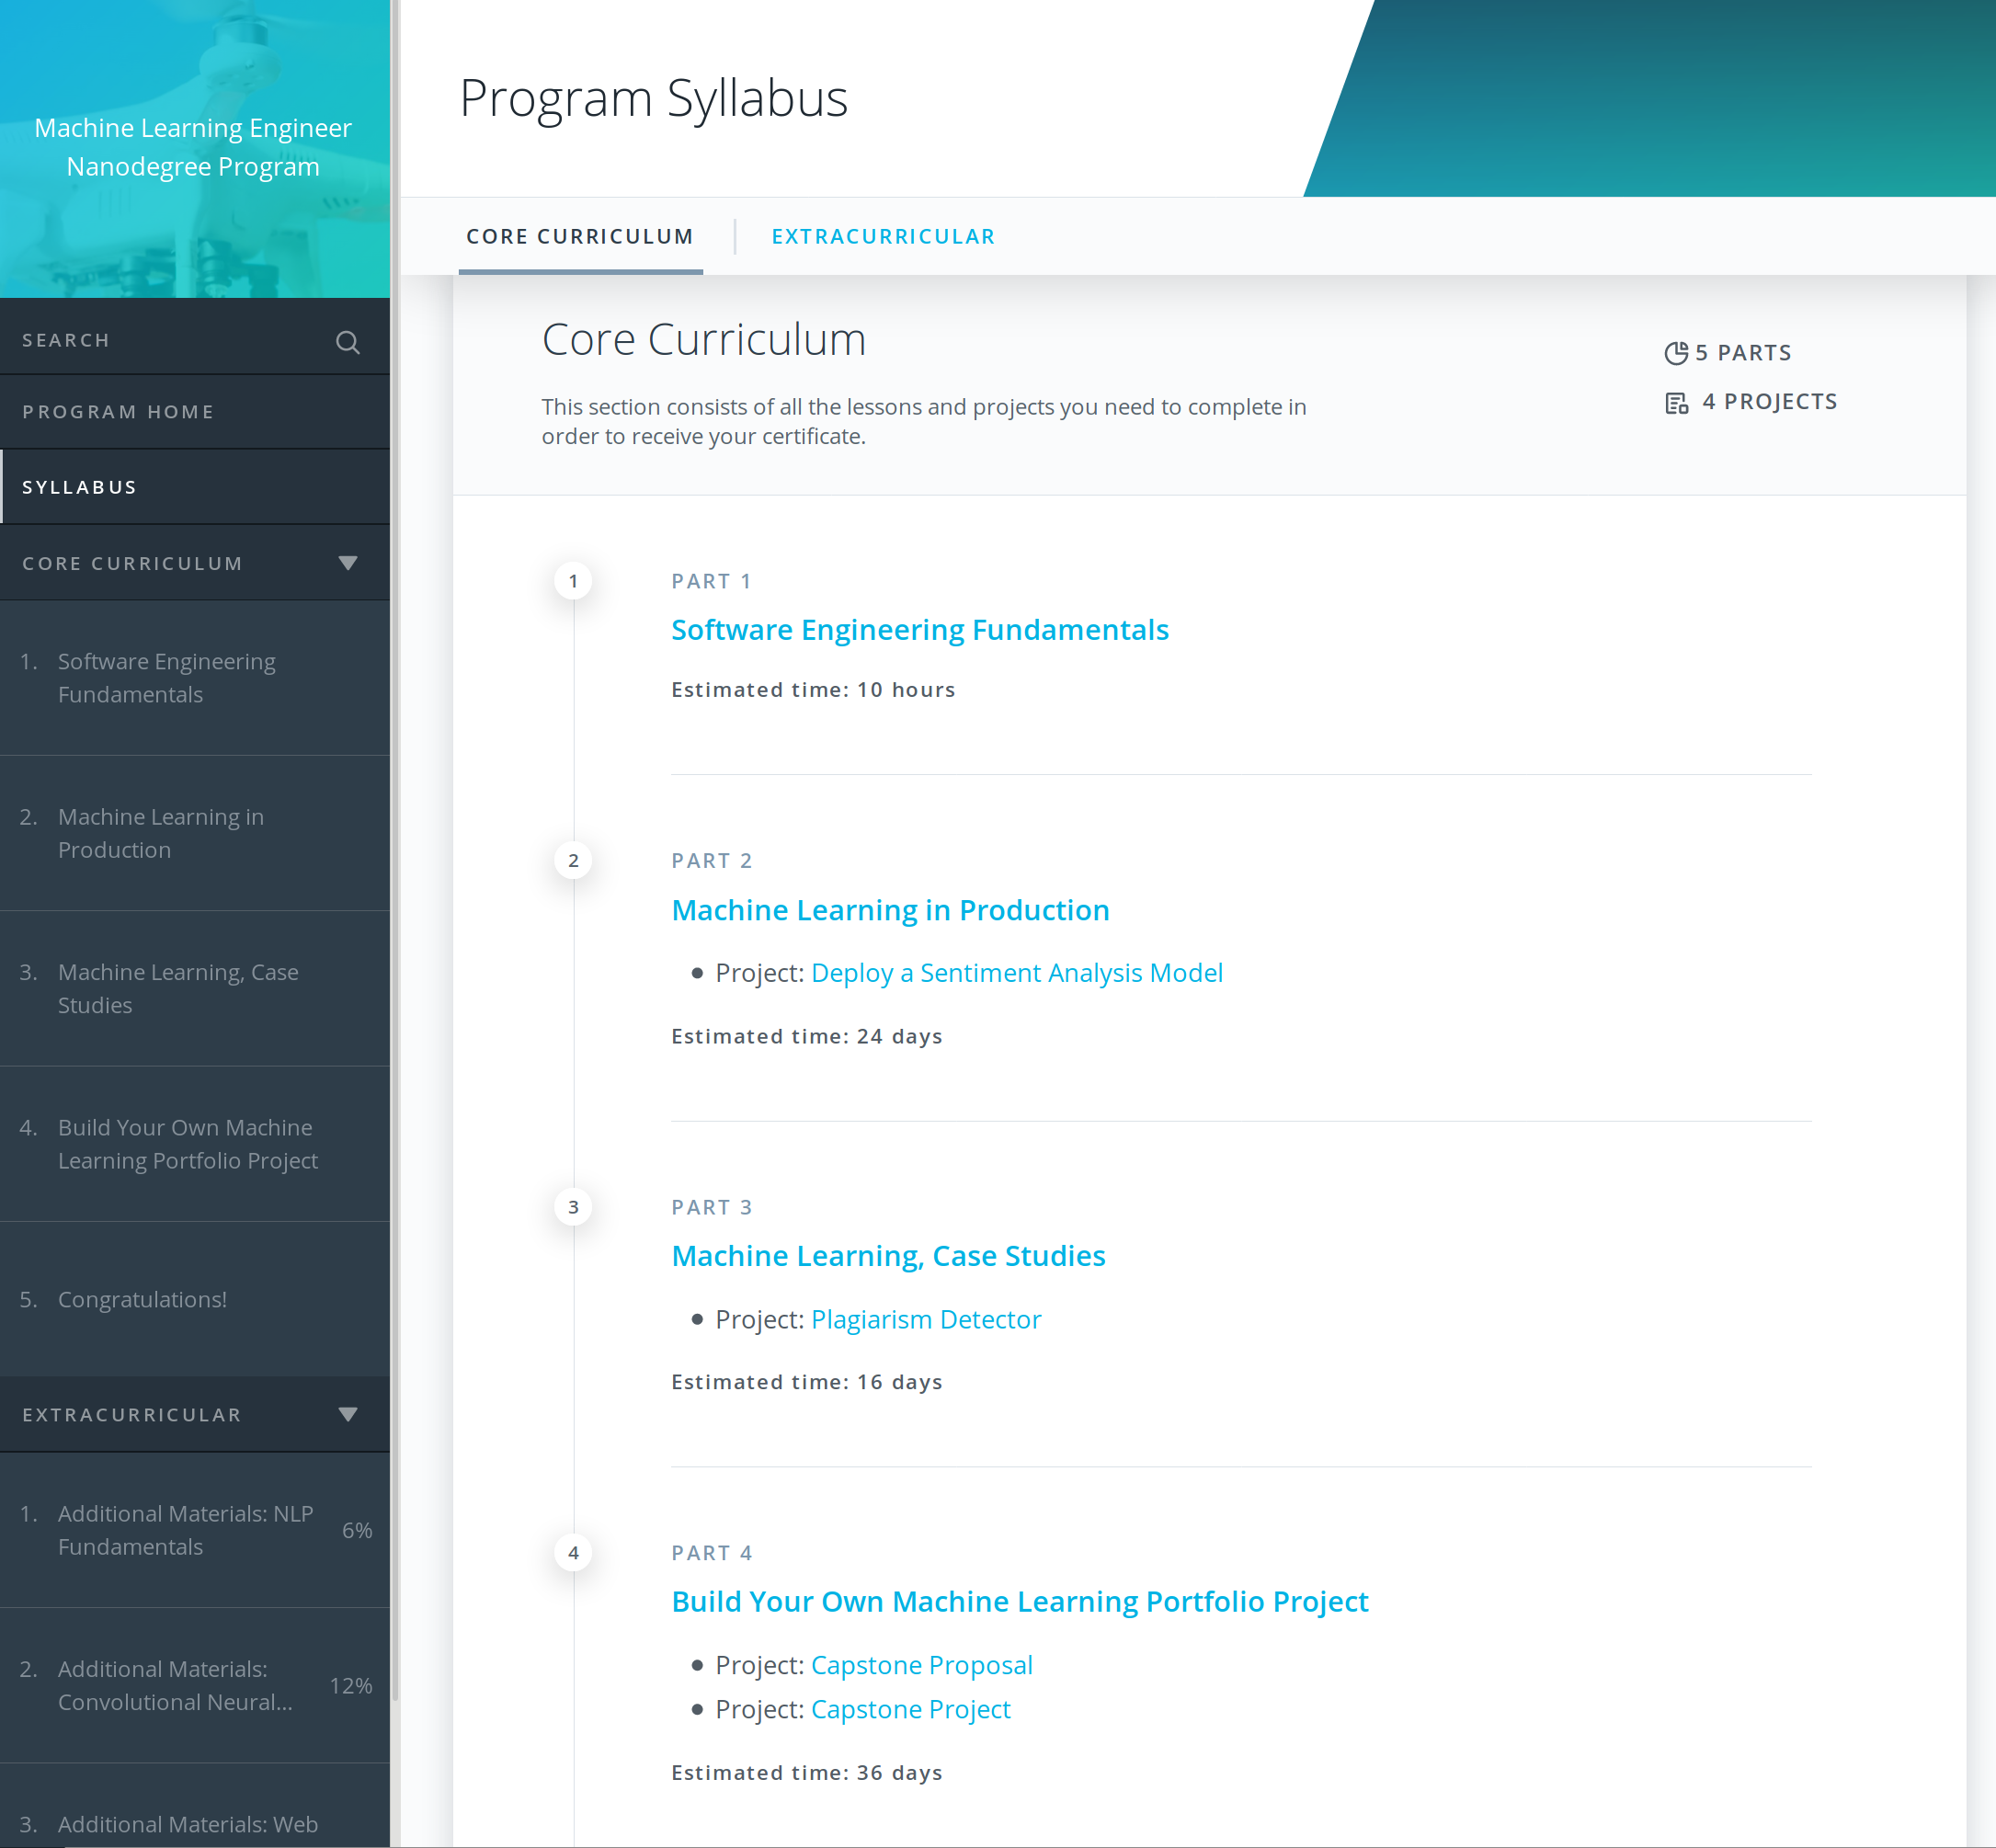 Machine Learning Engineer
Nanodegree Program
SEARCH
PROGRAM HOME
SYLLABUS
CORE CURRICULUM
1. Software Engineering
Fundamentals
2. Machine Learning in
Production
3. Machine Learning, Case
Studies
4. Build Your Own Machine
Learning Portfolio Project
5. Congratulations!
EXTRACURRICULAR
1. Additional Materials: NLP
Fundamentals
6%
2. Additional Materials:
Convolutional Neural...
12%
3. Additional Materials: Web
Program Syllabus
CORE CURRICULUM
EXTRACURRICULAR
Core Curriculum
This section consists of all the lessons and projects you need to complete in
order to receive your certificate.
5 PARTS
4 PROJECTS
1
PART 1
Software Engineering Fundamentals
Estimated time: 10 hours
2
PART 2
Machine Learning in Production
• Project: Deploy a Sentiment Analysis Model
Estimated time: 24 days
3
PART 3
Machine Learning, Case Studies
• Project: Plagiarism Detector
Estimated time: 16 days
4
PART 4
Build Your Own Machine Learning Portfolio Project
• Project: Capstone Proposal
• Project: Capstone Project
Estimated time: 36 days